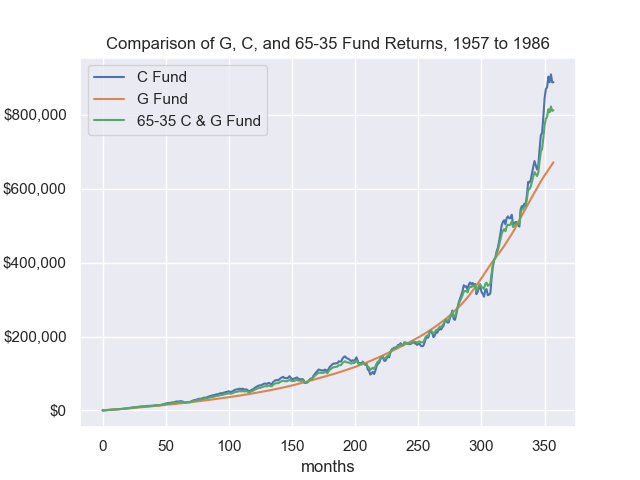 Comparison of G, C, and 65-35 Fund Returns, 1957 to 1986
C Fund
G Fund
65-35 C & G Fund
$800,000
$600,000
$400,000
$200,000
$0
0 50 100 150 200 250 300 350
months